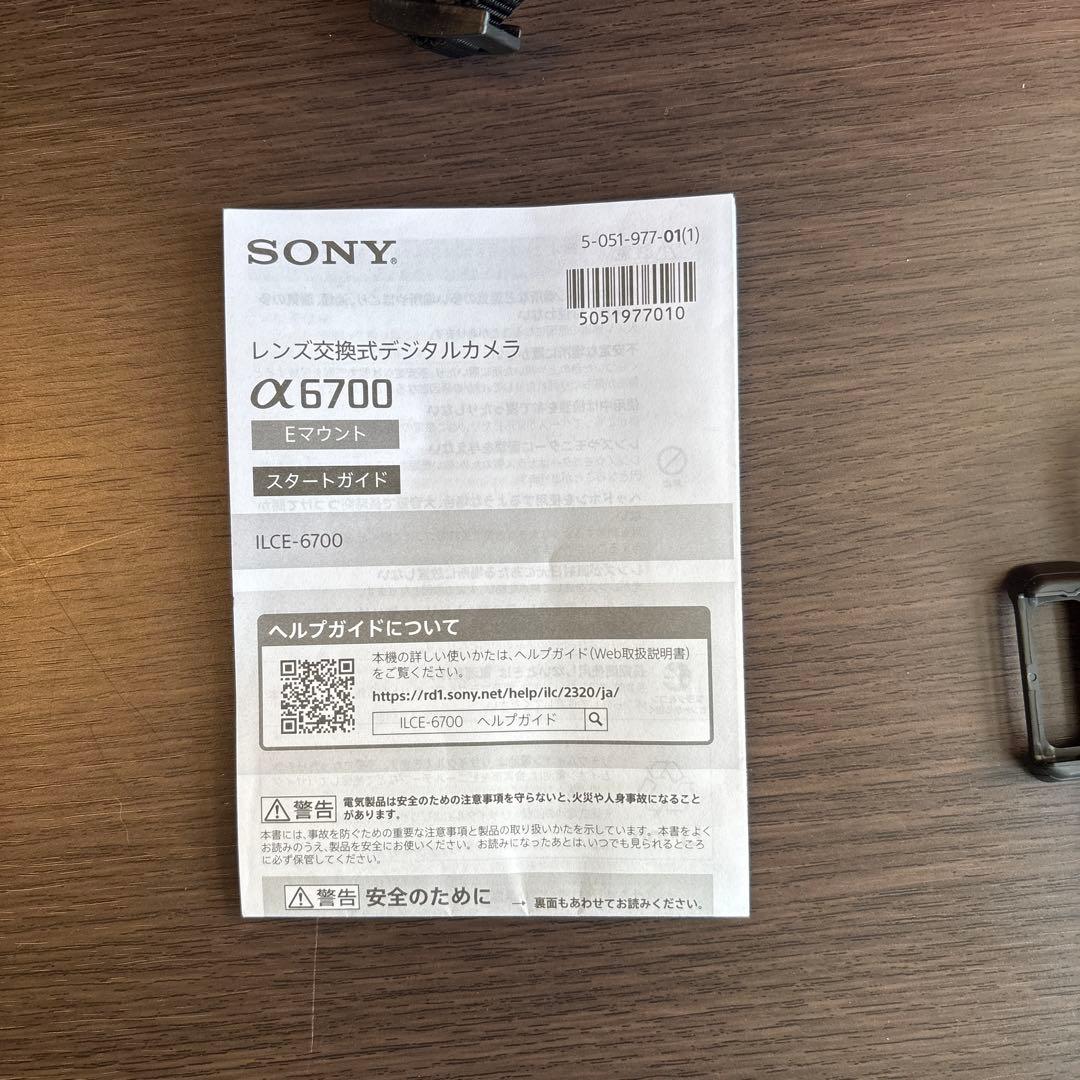 SONY®
5-051-977-01(1)
5051977010
レンズ交換式デジタルカメラ
α6700
Eマウント
スタートガイド
ILCE-6700
ヘルプガイドについて
本機の詳しい使いかたは、ヘルプガイド(Web取扱説明書)
をご覧ください。
https://rd1.sony.net/help/ilc/2320/ja/
ILCE-6700 ヘルプガイド
警告
電気製品は安全のための注意事項を守らないと、火災や人身事故になること
があります。
本書には、事故を防ぐための重要な注意事項と製品の取り扱いかたを示しています。本書をよく
お読みのうえ、製品を安全にお使いください。お読みになったあとは、いつでも見られるところ
に必ず保管してください。
警告 安全のために → 裏面もあわせてお読みください。